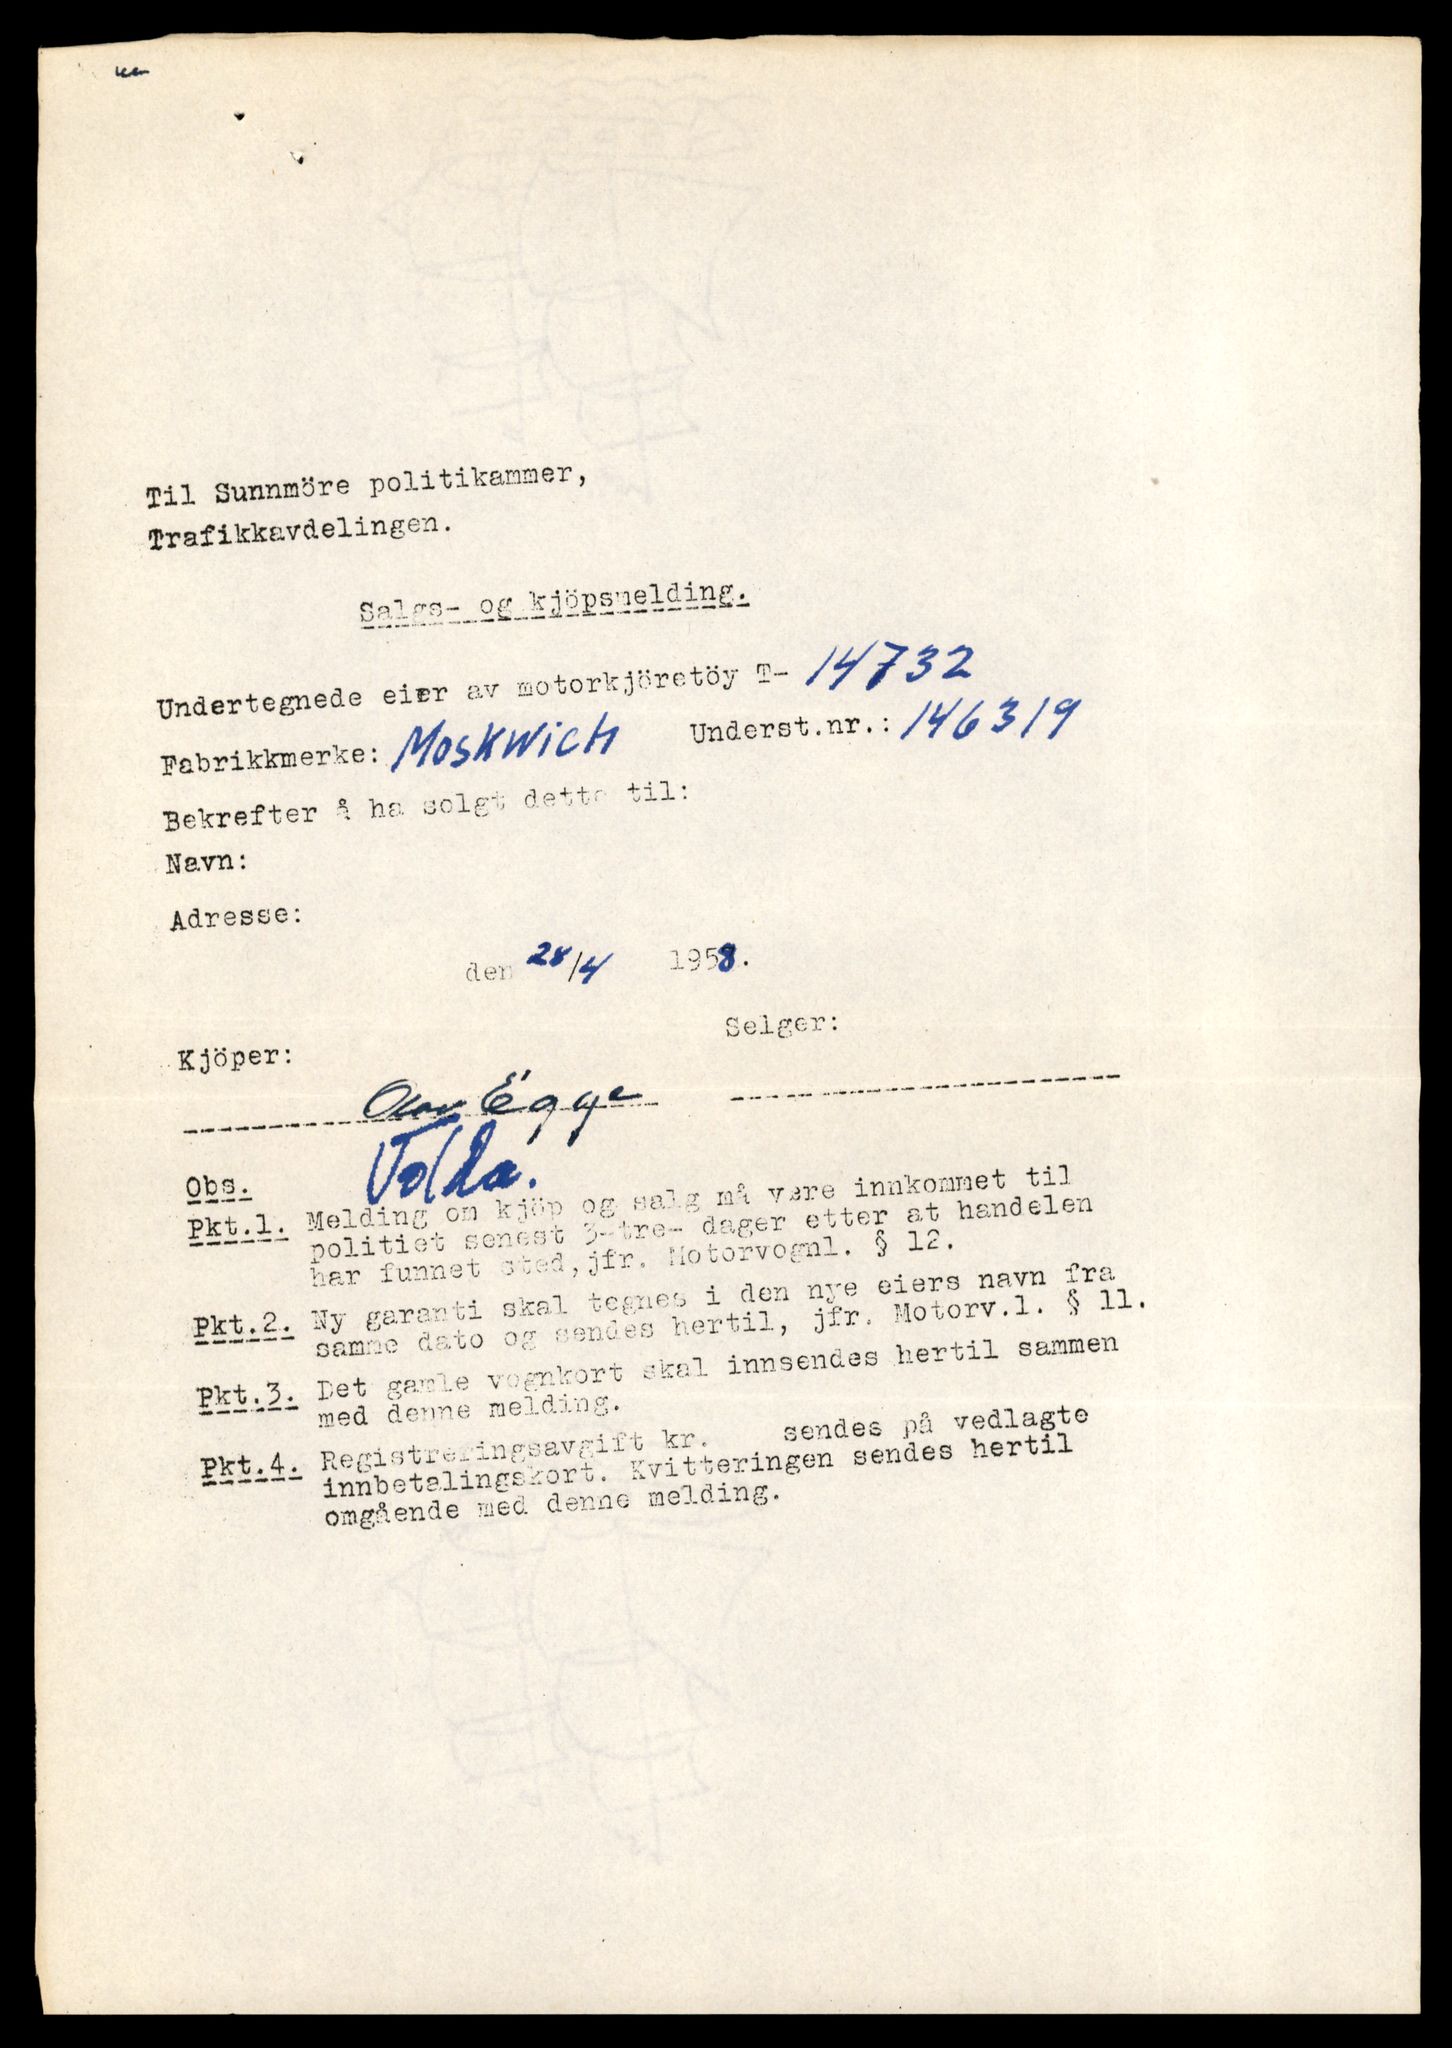 Til Sunnmöre politikammer,
Trafikkavdelingen.
Salgs- og kjöpsmelding.
Undertegnede eier av motorkjöretöy T- 14732
Fabrikkmerke: Moskwich Underst.nr.: 146319
Bekrefter å ha solgt dette til:
Navn:
Adresse:
den 28/4 1958.
Selger:
Kjöper:
Olav Egge
Volda.
Obs.
Pkt.1. Melding om kjöp og salg må være innkommet til
politiet senest 3-tre- dager etter at handelen
har funnet sted, jfr. Motorvognl. § 12.
Pkt.2. Ny garanti skal tegnes i den nye eiers navn fra
samme dato og sendes hertil, jfr. Motorv.l. § 11.
Pkt.3. Det gamle vognkort skal innsendes hertil sammen
med denne melding.
Pkt.4. Registreringsavgift kr. sendes på vedlagte
innbetalingskort. Kvitteringen sendes hertil
omgående med denne melding.